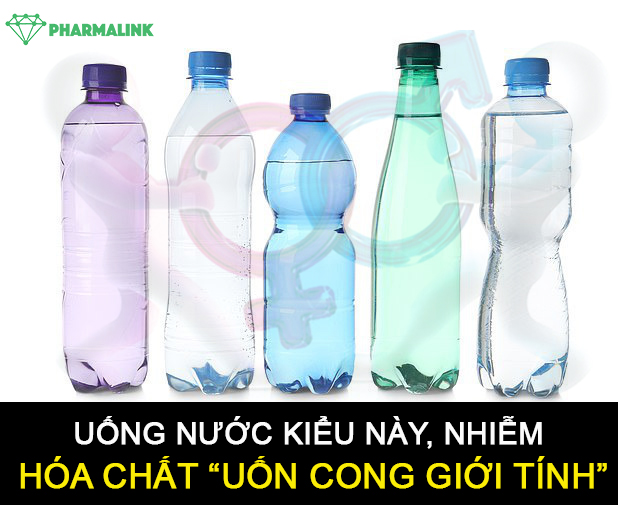 PHARMALINK
UỐNG NƯỚC KIỂU NÀY, NHIỄM
HÓA CHẤT “UỐN CONG GIỚI TÍNH”